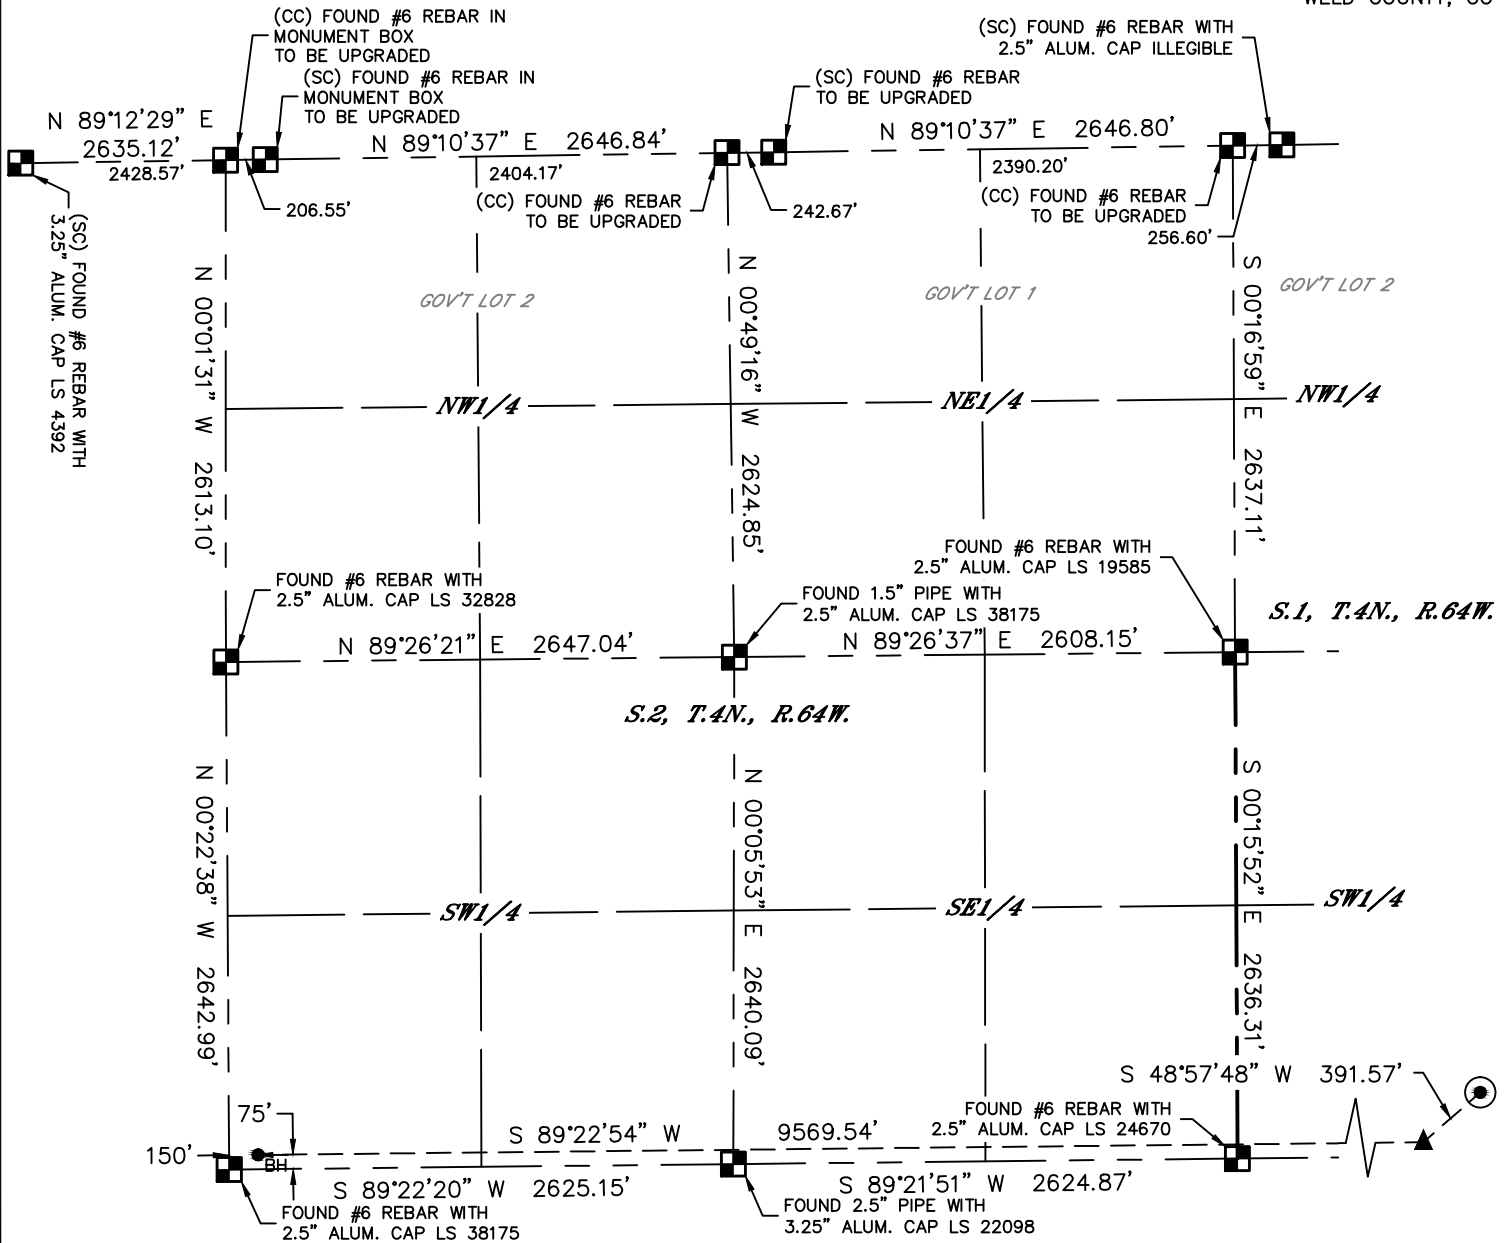 (CC) FOUND #6 REBAR IN
MONUMENT BOX
TO BE UPGRADED
(SC) FOUND #6 REBAR IN
MONUMENT BOX
TO BE UPGRADED
(SC) FOUND #6 REBAR
TO BE UPGRADED
(SC) FOUND #6 REBAR WITH
2.5" ALUM. CAP ILLEGIBLE
N 89°12'29" E
2635.12'
2428.57'
N 89°10'37" E 2646.84'
2404.17'
N 89°10'37" E 2646.80'
2390.20'
206.55'
(CC) FOUND #6 REBAR
TO BE UPGRADED
242.67'
(CC) FOUND #6 REBAR
TO BE UPGRADED
256.60'
(SC) FOUND #6 REBAR WITH
3.25" ALUM. CAP LS 4392
N 00°01'31" W 2613.10'
GOV'T LOT 2
N 00°49'16" W 2624.85'
GOV'T LOT 1
S 00°16'59" E 2637.11'
GOV'T LOT 2
NW1/4
NE1/4
NW1/4
FOUND #6 REBAR WITH
2.5" ALUM. CAP LS 32828
FOUND 1.5" PIPE WITH
2.5" ALUM. CAP LS 38175
FOUND #6 REBAR WITH
2.5" ALUM. CAP LS 19585
S.1, T.4N., R.64W.
N 89°26'21" E 2647.04'
N 89°26'37" E 2608.15'
S.2, T.4N., R.64W.
N 00°22'38" W 2642.99'
N 00°05'53" E 2640.09'
S 00°15'52" E 2636.31'
SW1/4
SE1/4
SW1/4
S 48°57'48" W 391.57'
75'
150'
BH
S 89°22'54" W 9569.54'
FOUND #6 REBAR WITH
2.5" ALUM. CAP LS 24670
S 89°22'20" W 2625.15'
S 89°21'51" W 2624.87'
FOUND #6 REBAR WITH
2.5" ALUM. CAP LS 38175
FOUND 2.5" PIPE WITH
3.25" ALUM. CAP LS 22098